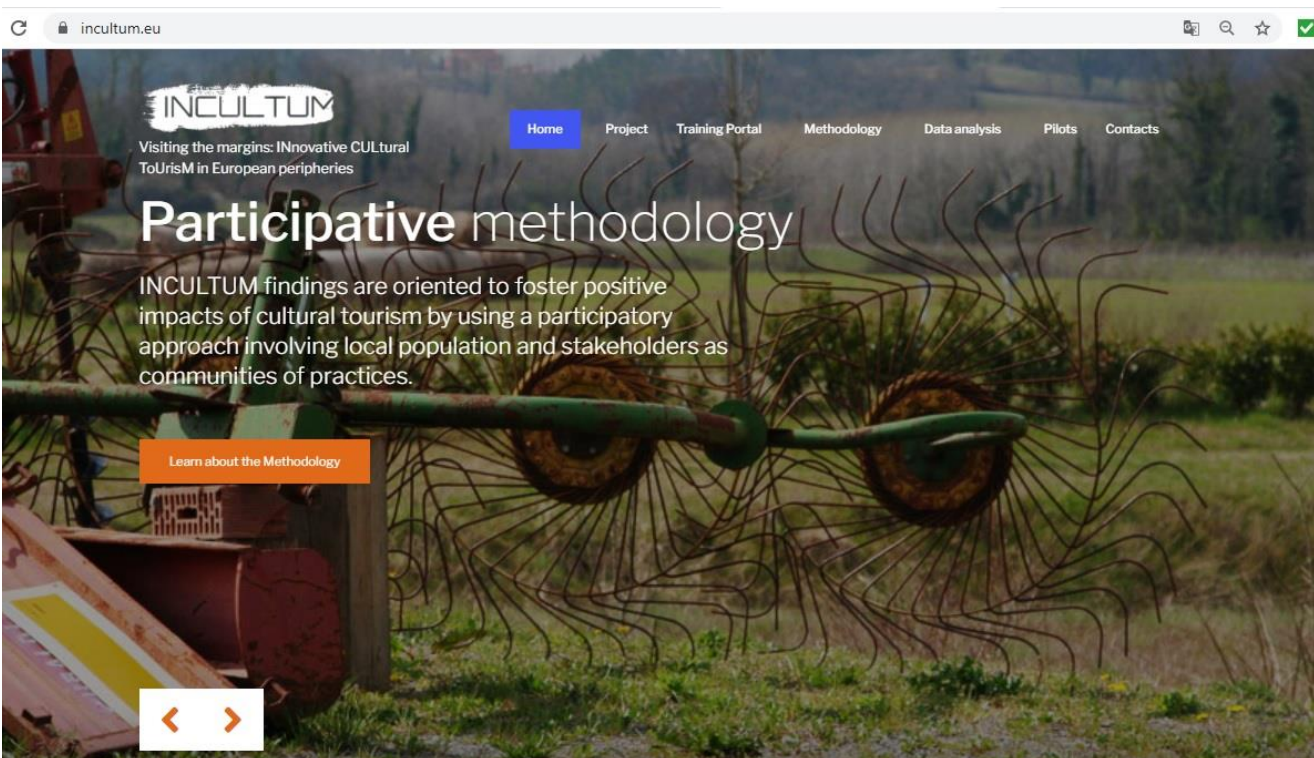 incultum.eu
INCULTUM
Visiting the margins: INnovative CULtural
ToUrisM in European peripheries
Home Project Training Portal Methodology Data analysis Pilots Contacts
Participative methodology
INCULTUM findings are oriented to foster positive
impacts of cultural tourism by using a participatory
approach involving local population and stakeholders as
communities of practices.
Learn about the Methodology